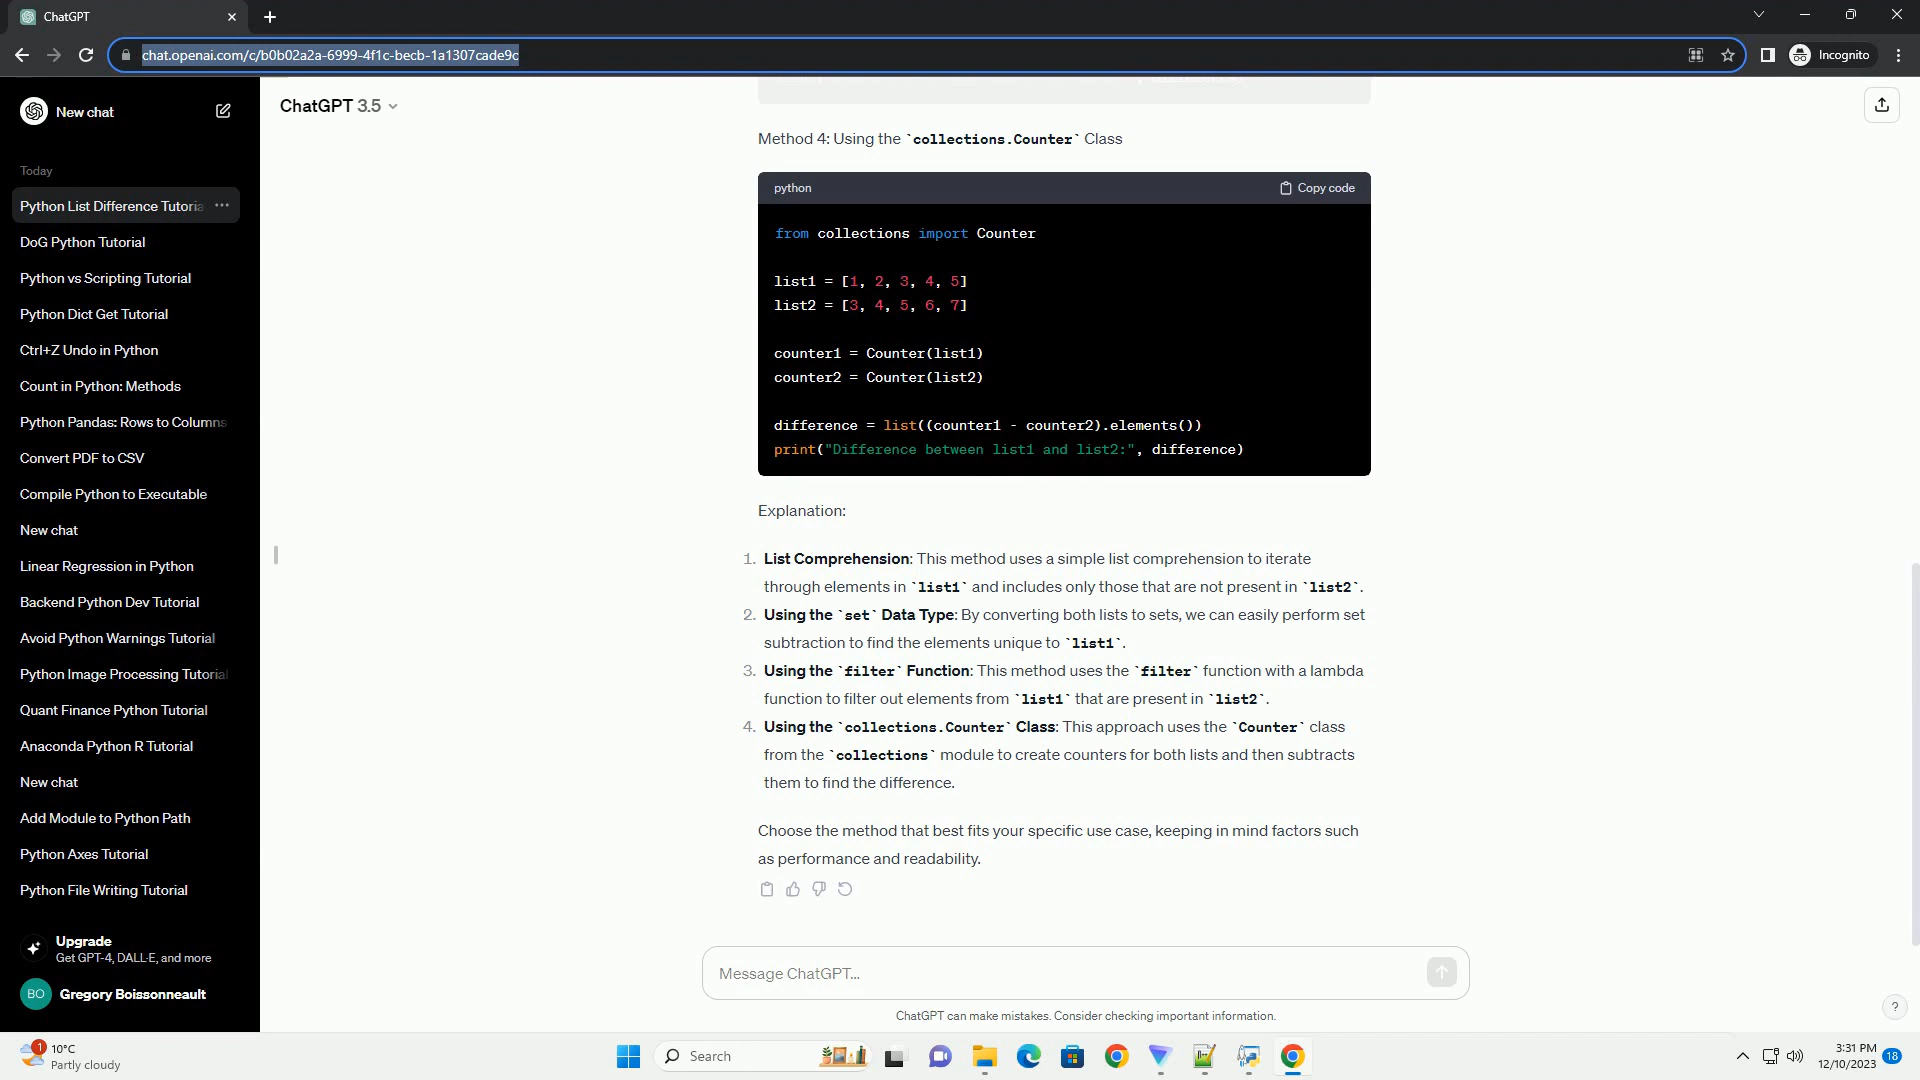 ChatGPT
chat.openai.com/c/b0b02a2a-6999-4f1c-becb-1a1307cade9c
Incognito
New chat
Today
Python List Difference Tutoria
DoG Python Tutorial
Python vs Scripting Tutorial
Python Dict Get Tutorial
Ctrl+Z Undo in Python
Count in Python: Methods
Python Pandas: Rows to Columns
Convert PDF to CSV
Compile Python to Executable
New chat
Linear Regression in Python
Backend Python Dev Tutorial
Avoid Python Warnings Tutorial
Python Image Processing Tutorial
Quant Finance Python Tutorial
Anaconda Python R Tutorial
New chat
Add Module to Python Path
Python Axes Tutorial
Python File Writing Tutorial
Upgrade
Get GPT-4, DALL·E, and more
BO
Gregory Boissonneault
ChatGPT 3.5
Method 4: Using the `collections.Counter` Class
python
Copy code
from collections import Counter
list1 = [1, 2, 3, 4, 5]
list2 = [3, 4, 5, 6, 7]
counter1 = Counter(list1)
counter2 = Counter(list2)
difference = list((counter1 - counter2).elements())
print("Difference between list1 and list2:", difference)
Explanation:
1. List Comprehension: This method uses a simple list comprehension to iterate
through elements in `list1` and includes only those that are not present in `list2`.
2. Using the `set` Data Type: By converting both lists to sets, we can easily perform set
subtraction to find the elements unique to `list1`.
3. Using the `filter` Function: This method uses the `filter` function with a lambda
function to filter out elements from `list1` that are present in `list2`.
4. Using the `collections.Counter` Class: This approach uses the `Counter` class
from the `collections` module to create counters for both lists and then subtracts
them to find the difference.
Choose the method that best fits your specific use case, keeping in mind factors such
as performance and readability.
Message ChatGPT...
ChatGPT can make mistakes. Consider checking important information.
?
1
10°C
Partly cloudy
Search
3:31 PM
12/10/2023
18